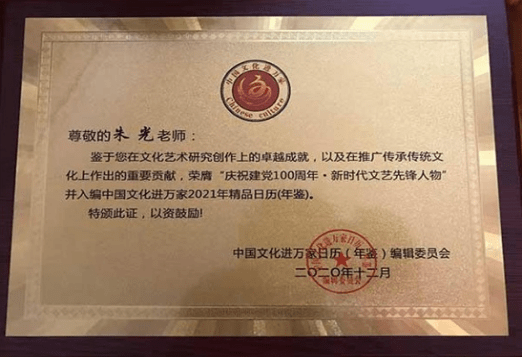 中国文化进万家
Chinese culture
尊敬的朱光老师：
鉴于您在文化艺术研究创作上的卓越成就，以及在推广传承传统文
化上作出的重要贡献，荣膺“庆祝建党100周年·新时代文艺先锋人物”
并入编中国文化进万家2021年精品日历(年鉴)。
特颁此证，以资鼓励!
中国文化进万家日历（年鉴）编辑委员会
二〇二〇年十二月
编辑委员会